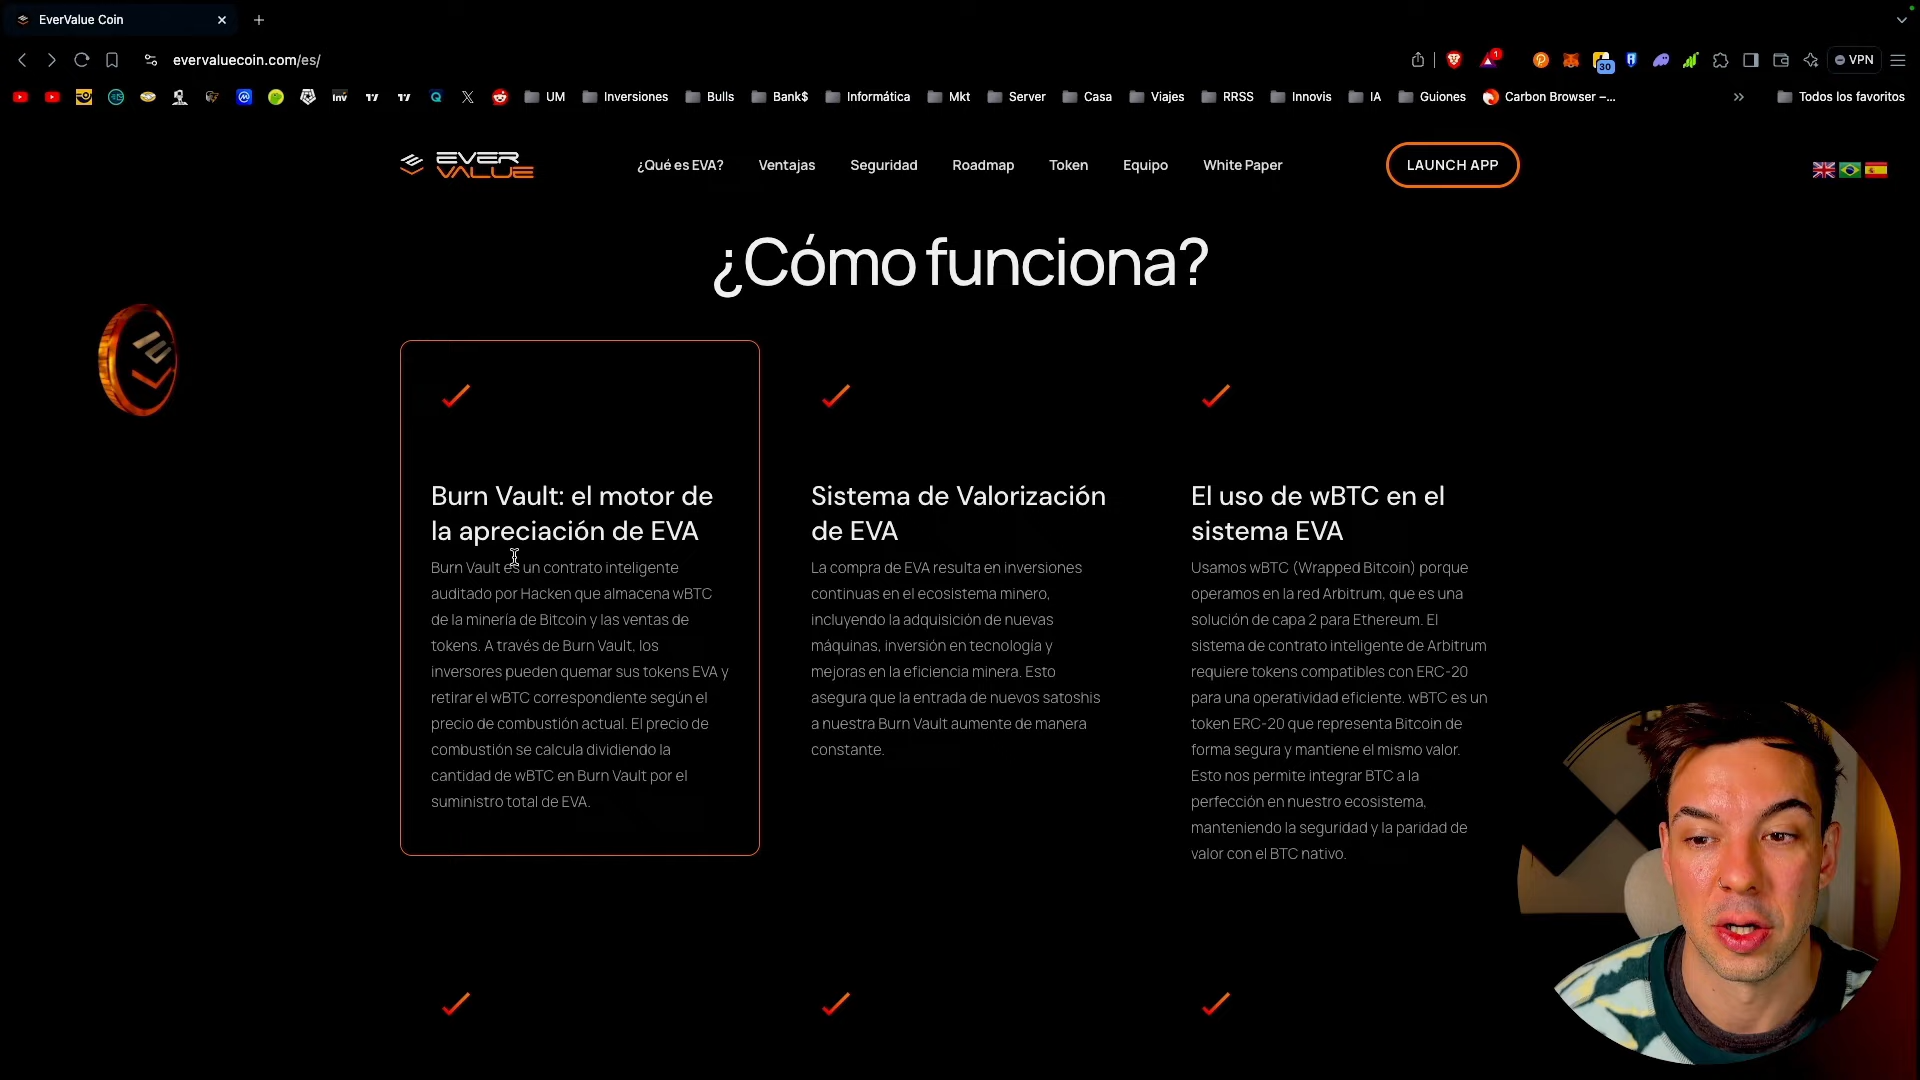 EverValue Coin
evervaluecoin.com/es/
1
30
VPN
inv
UM
Inversiones
Bulls
Bank$
Informática
Mkt
Server
Casa
Viajes
RRSS
Innovis
IA
Guiones
Carbon Browser –...
Todos los favoritos
EVER
VALUE
¿Qué es EVA?
Ventajas
Seguridad
Roadmap
Token
Equipo
White Paper
LAUNCH APP
¿Cómo funciona?
Burn Vault: el motor de
la apreciación de EVA
Burn Vault es un contrato inteligente
auditado por Hacken que almacena wBTC
de la minería de Bitcoin y las ventas de
tokens. A través de Burn Vault, los
inversores pueden quemar sus tokens EVA y
retirar el wBTC correspondiente según el
precio de combustión actual. El precio de
combustión se calcula dividiendo la
cantidad de wBTC en Burn Vault por el
suministro total de EVA.
Sistema de Valorización
de EVA
La compra de EVA resulta en inversiones
continuas en el ecosistema minero,
incluyendo la adquisición de nuevas
máquinas, inversión en tecnología y
mejoras en la eficiencia minera. Esto
asegura que la entrada de nuevos satoshis
a nuestra Burn Vault aumente de manera
constante.
El uso de wBTC en el
sistema EVA
Usamos wBTC (Wrapped Bitcoin) porque
operamos en la red Arbitrum, que es una
solución de capa 2 para Ethereum. El
sistema de contrato inteligente de Arbitrum
requiere tokens compatibles con ERC-20
para una operatividad eficiente. wBTC es un
token ERC-20 que representa Bitcoin de
forma segura y mantiene el mismo valor.
Esto nos permite integrar BTC a la
perfección en nuestro ecosistema,
manteniendo la seguridad y la paridad de
valor con el BTC nativo.